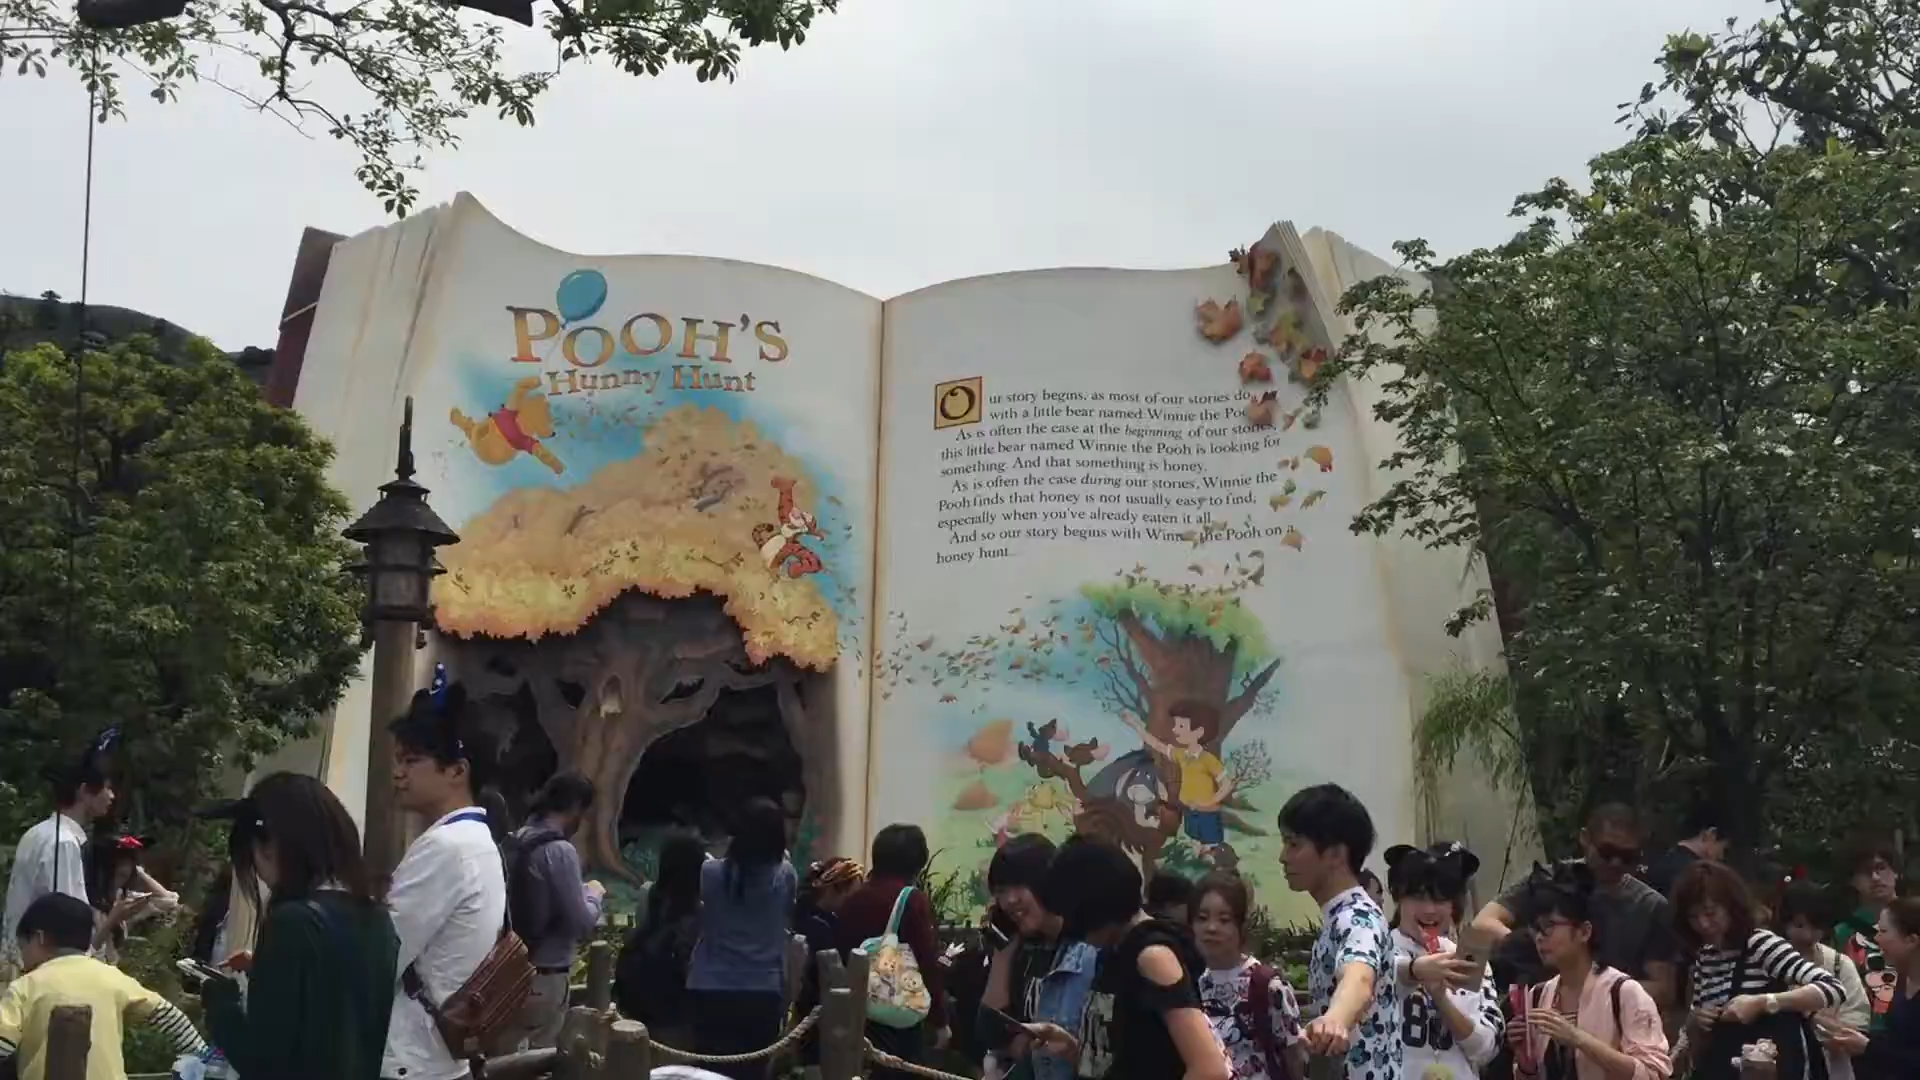 POOH'S
Hunny Hunt
Our story begins, as most of our stories do,
with a little bear named Winnie the Pooh
As is often the case at the beginning of our stories,
this little bear named Winnie the Pooh is looking for
something. And that something is honey.
As is often the case during our stories, Winnie the
Pooh finds that honey is not usually easy to find,
especially when you've already eaten it all.
And so our story begins with Winnie the Pooh on a
honey hunt...